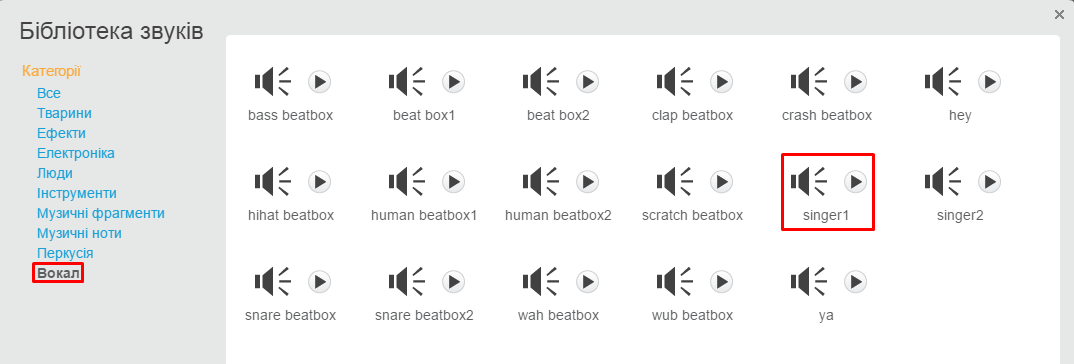 Бібліотека звуків
Категорії
Все
Тварини
Ефекти
Електроніка
Люди
Інструменти
Музичні фрагменти
Музичні ноти
Перкусія
Вокал
bass beatbox beat box1 beat box2 clap beatbox crash beatbox hey
hihat beatbox human beatbox1 human beatbox2 scratch beatbox singer1 singer2
snare beatbox snare beatbox2 wah beatbox wub beatbox ya